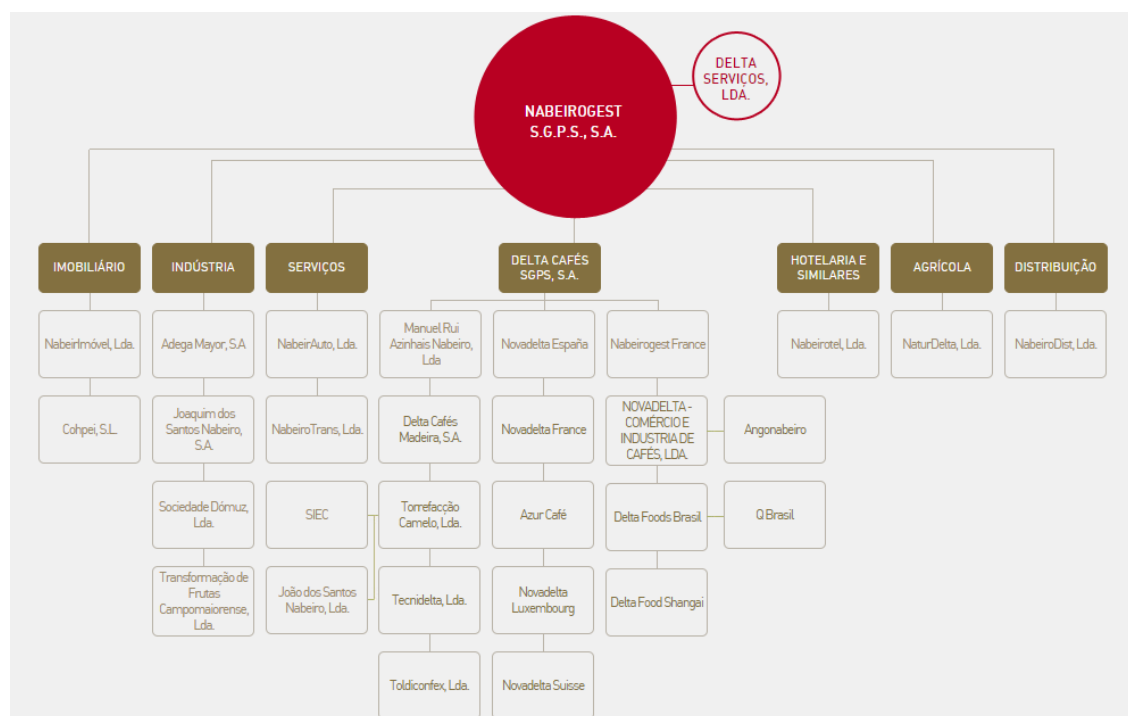 DELTA
SERVIÇOS,
LDA.
NABEIROGEST
S.G.P.S., S.A.
IMOBILIÁRIO
INDÚSTRIA
SERVIÇOS
DELTA CAFÉS
SGPS, S.A.
HOTELARIA E
SIMILARES
AGRÍCOLA
DISTRIBUIÇÃO
NabeirImóvel, Lda.
Adega Mayor, S.A
NabeirAuto, Lda.
Manuel Rui
Azinhais Nabeiro,
Lda
Novadelta España
Nabeirogest France
Nabeirotel, Lda.
NaturDelta, Lda.
NabeiroDist, Lda.
Cohpei, S.L.
Joaquim dos
Santos Nabeiro,
S.A.
NabeiroTrans, Lda.
Delta Cafés
Madeira, S.A.
Novadelta France
NOVADELTA -
COMÉRCIO E
INDUSTRIA DE
CAFÉS, LDA.
Angonabeiro
Sociedade Dómuz,
Lda.
SIEC
Torrefacção
Camelo, Lda.
Azur Café
Delta Foods Brasil
Q Brasil
Transformação de
Frutas
Campomaiorense,
Lda.
João dos Santos
Nabeiro, Lda.
Tecnidelta, Lda.
Novadelta
Luxembourg
Delta Food Shangai
Toldiconfex, Lda.
Novadelta Suisse